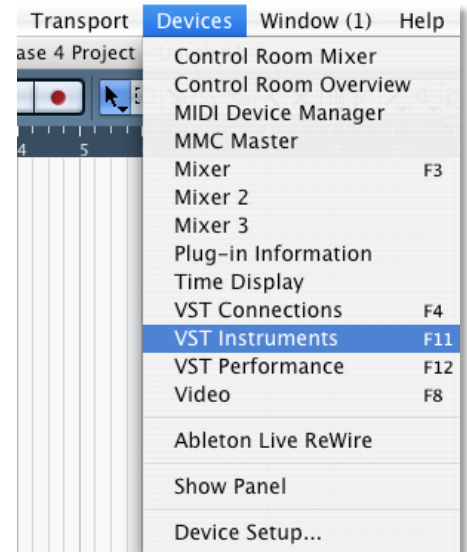 Transport Devices Window (1) Help
ase 4 Project
4 5
Control Room Mixer
Control Room Overview
MIDI Device Manager
MMC Master
Mixer F3
Mixer 2
Mixer 3
Plug-in Information
Time Display
VST Connections F4
VST Instruments F11
VST Performance F12
Video F8
Ableton Live ReWire
Show Panel
Device Setup...